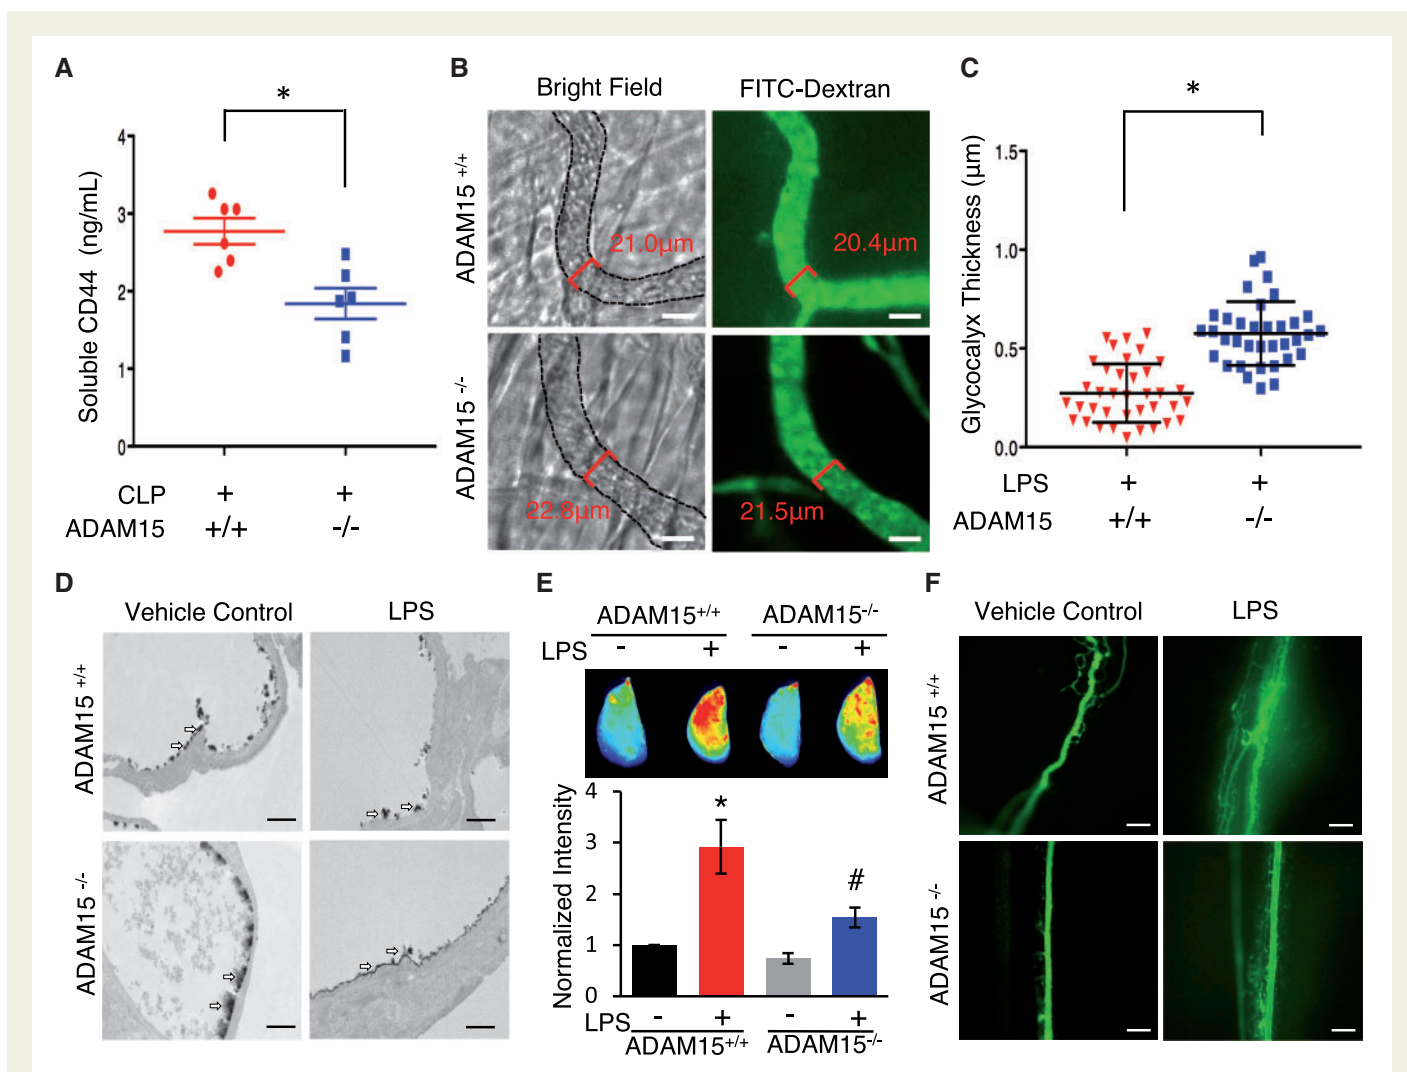 A
*
4
3
2
1
0
Soluble CD44 (ng/mL)
CLP + +
ADAM15 +/+ -/-
B
Bright Field FITC-Dextran
ADAM15 +/+
21.0µm 20.4µm
ADAM15 -/-
22.8µm 21.5µm
C
*
1.5
1.0
0.5
0.0
Glycocalyx Thickness (µm)
LPS + +
ADAM15 +/+ -/-
D
Vehicle Control LPS
ADAM15 +/+
ADAM15 -/-
E
ADAM15+/+ ADAM15-/-
LPS - + - +
4
3
2
1
0
Normalized Intensity
*
#
LPS - + - +
ADAM15+/+ ADAM15-/-
F
Vehicle Control LPS
ADAM15 +/+
ADAM15 -/-